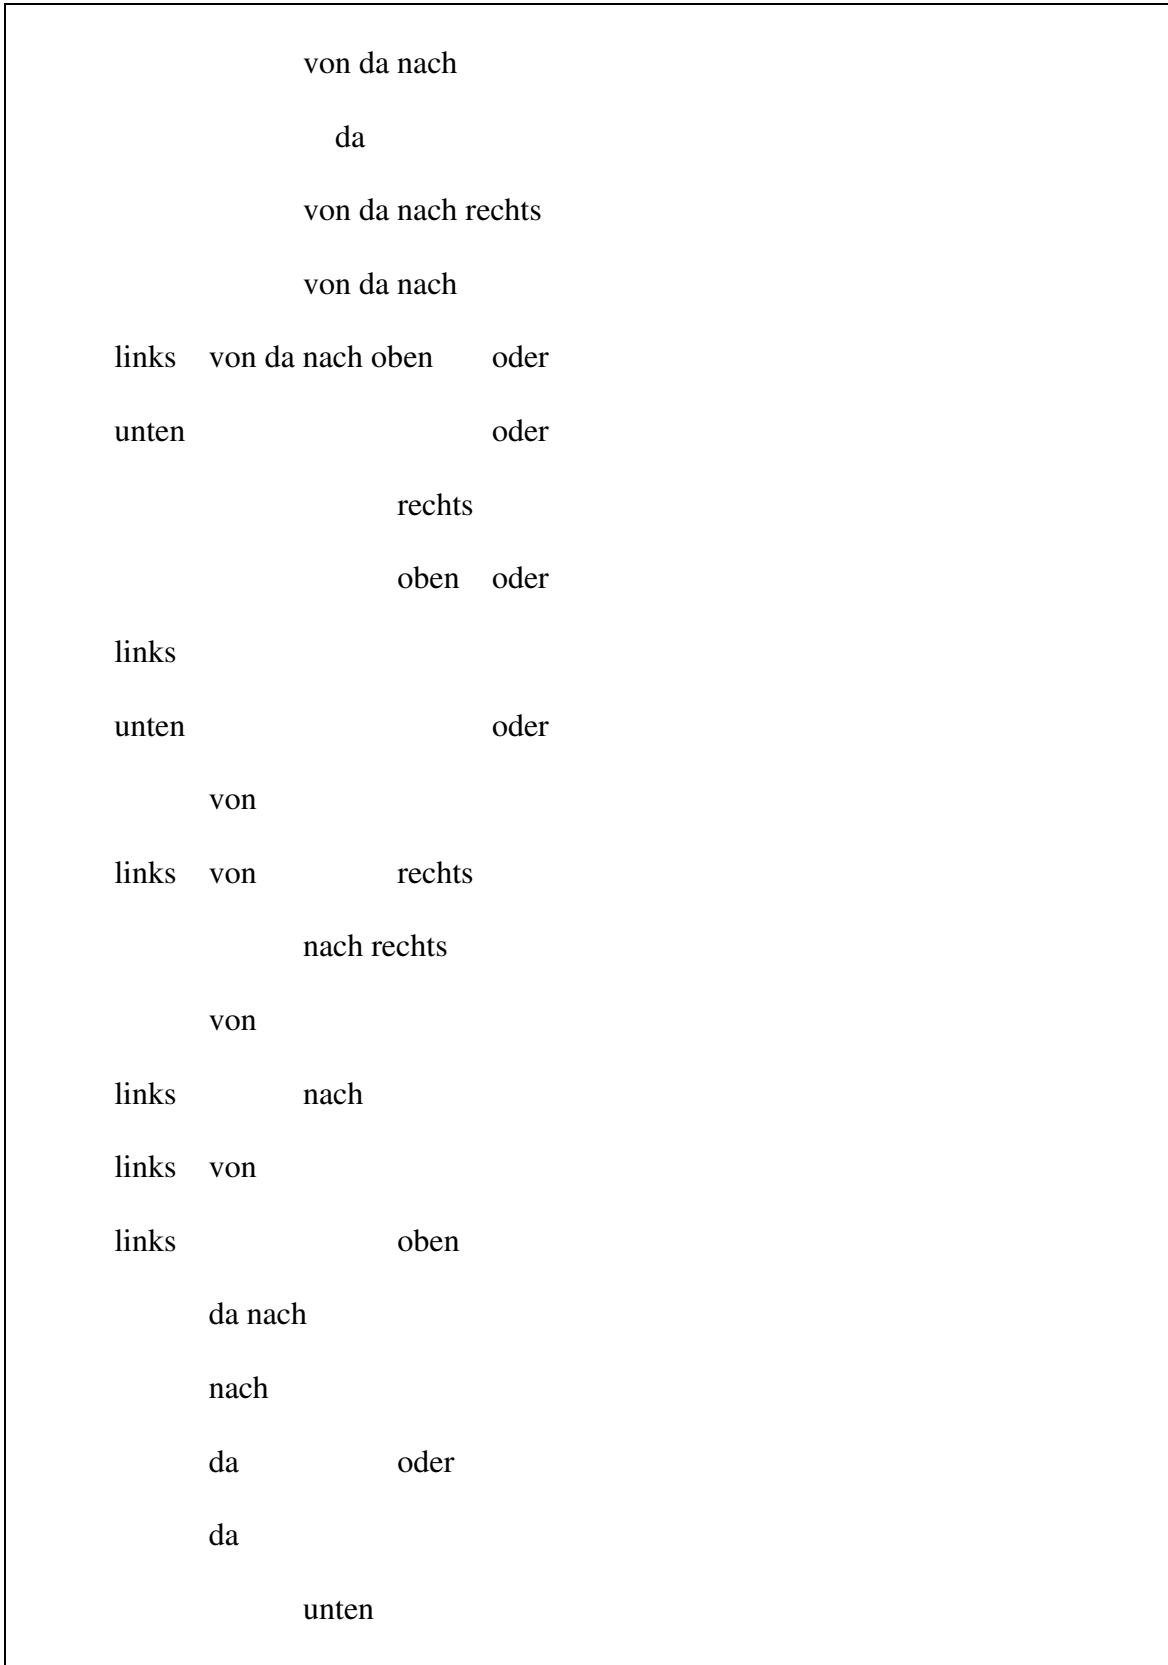 von da nach
da
von da nach rechts
von da nach
links von da nach oben oder
unten oder
rechts
oben oder
links
unten oder
von
links von rechts
nach rechts
von
links nach
links von
links oben
da nach
nach
da oder
da
unten